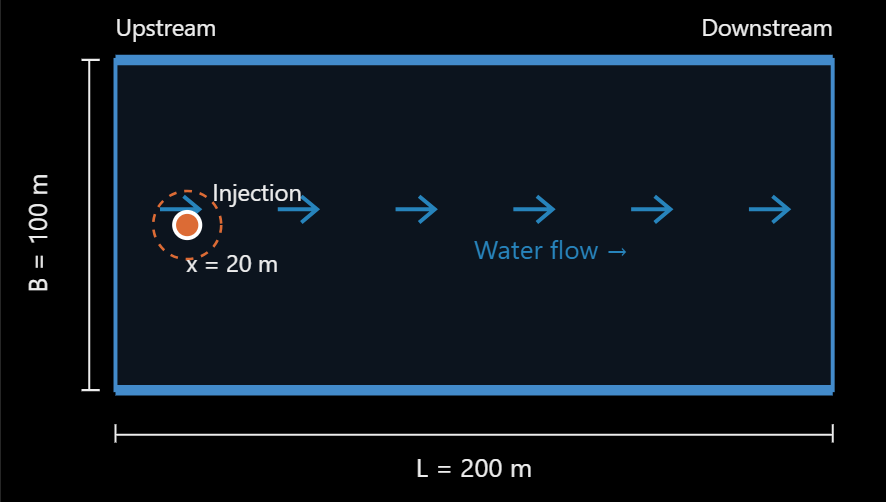 Upstream
Downstream
Injection
x = 20 m
Water flow →
B = 100 m
L = 200 m